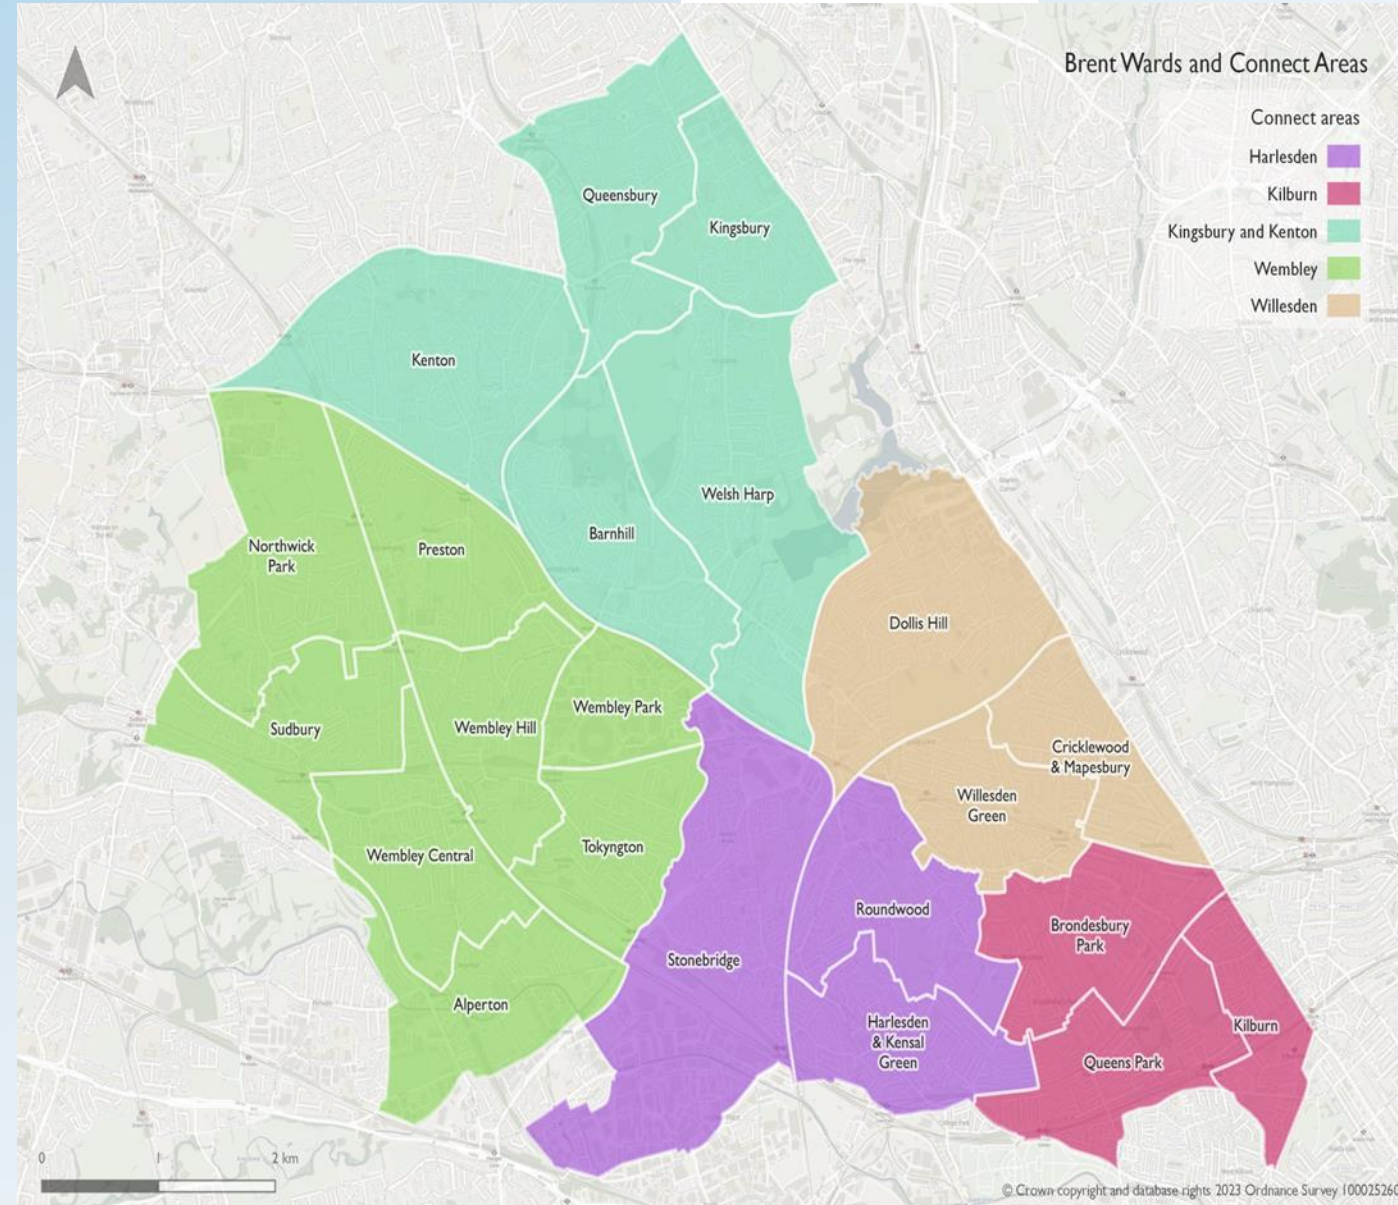 Brent Wards and Connect Areas
Connect areas
Harlesden
Kilburn
Kingsbury and Kenton
Wembley
Willesden
Queensbury
Kingsbury
Kenton
Welsh Harp
Barnhill
Northwick
Park
Preston
Dollis Hill
Sudbury
Wembley Hill
Wembley Park
Cricklewood
& Mapesbury
Willesden
Green
Wembley Central
Tokyngton
Roundwood
Brondesbury
Park
Stonebridge
Alperton
Harlesden
& Kensal
Green
Kilburn
Queens Park
0 1 2 km
© Crown copyright and database rights 2023 Ordnance Survey 100025260